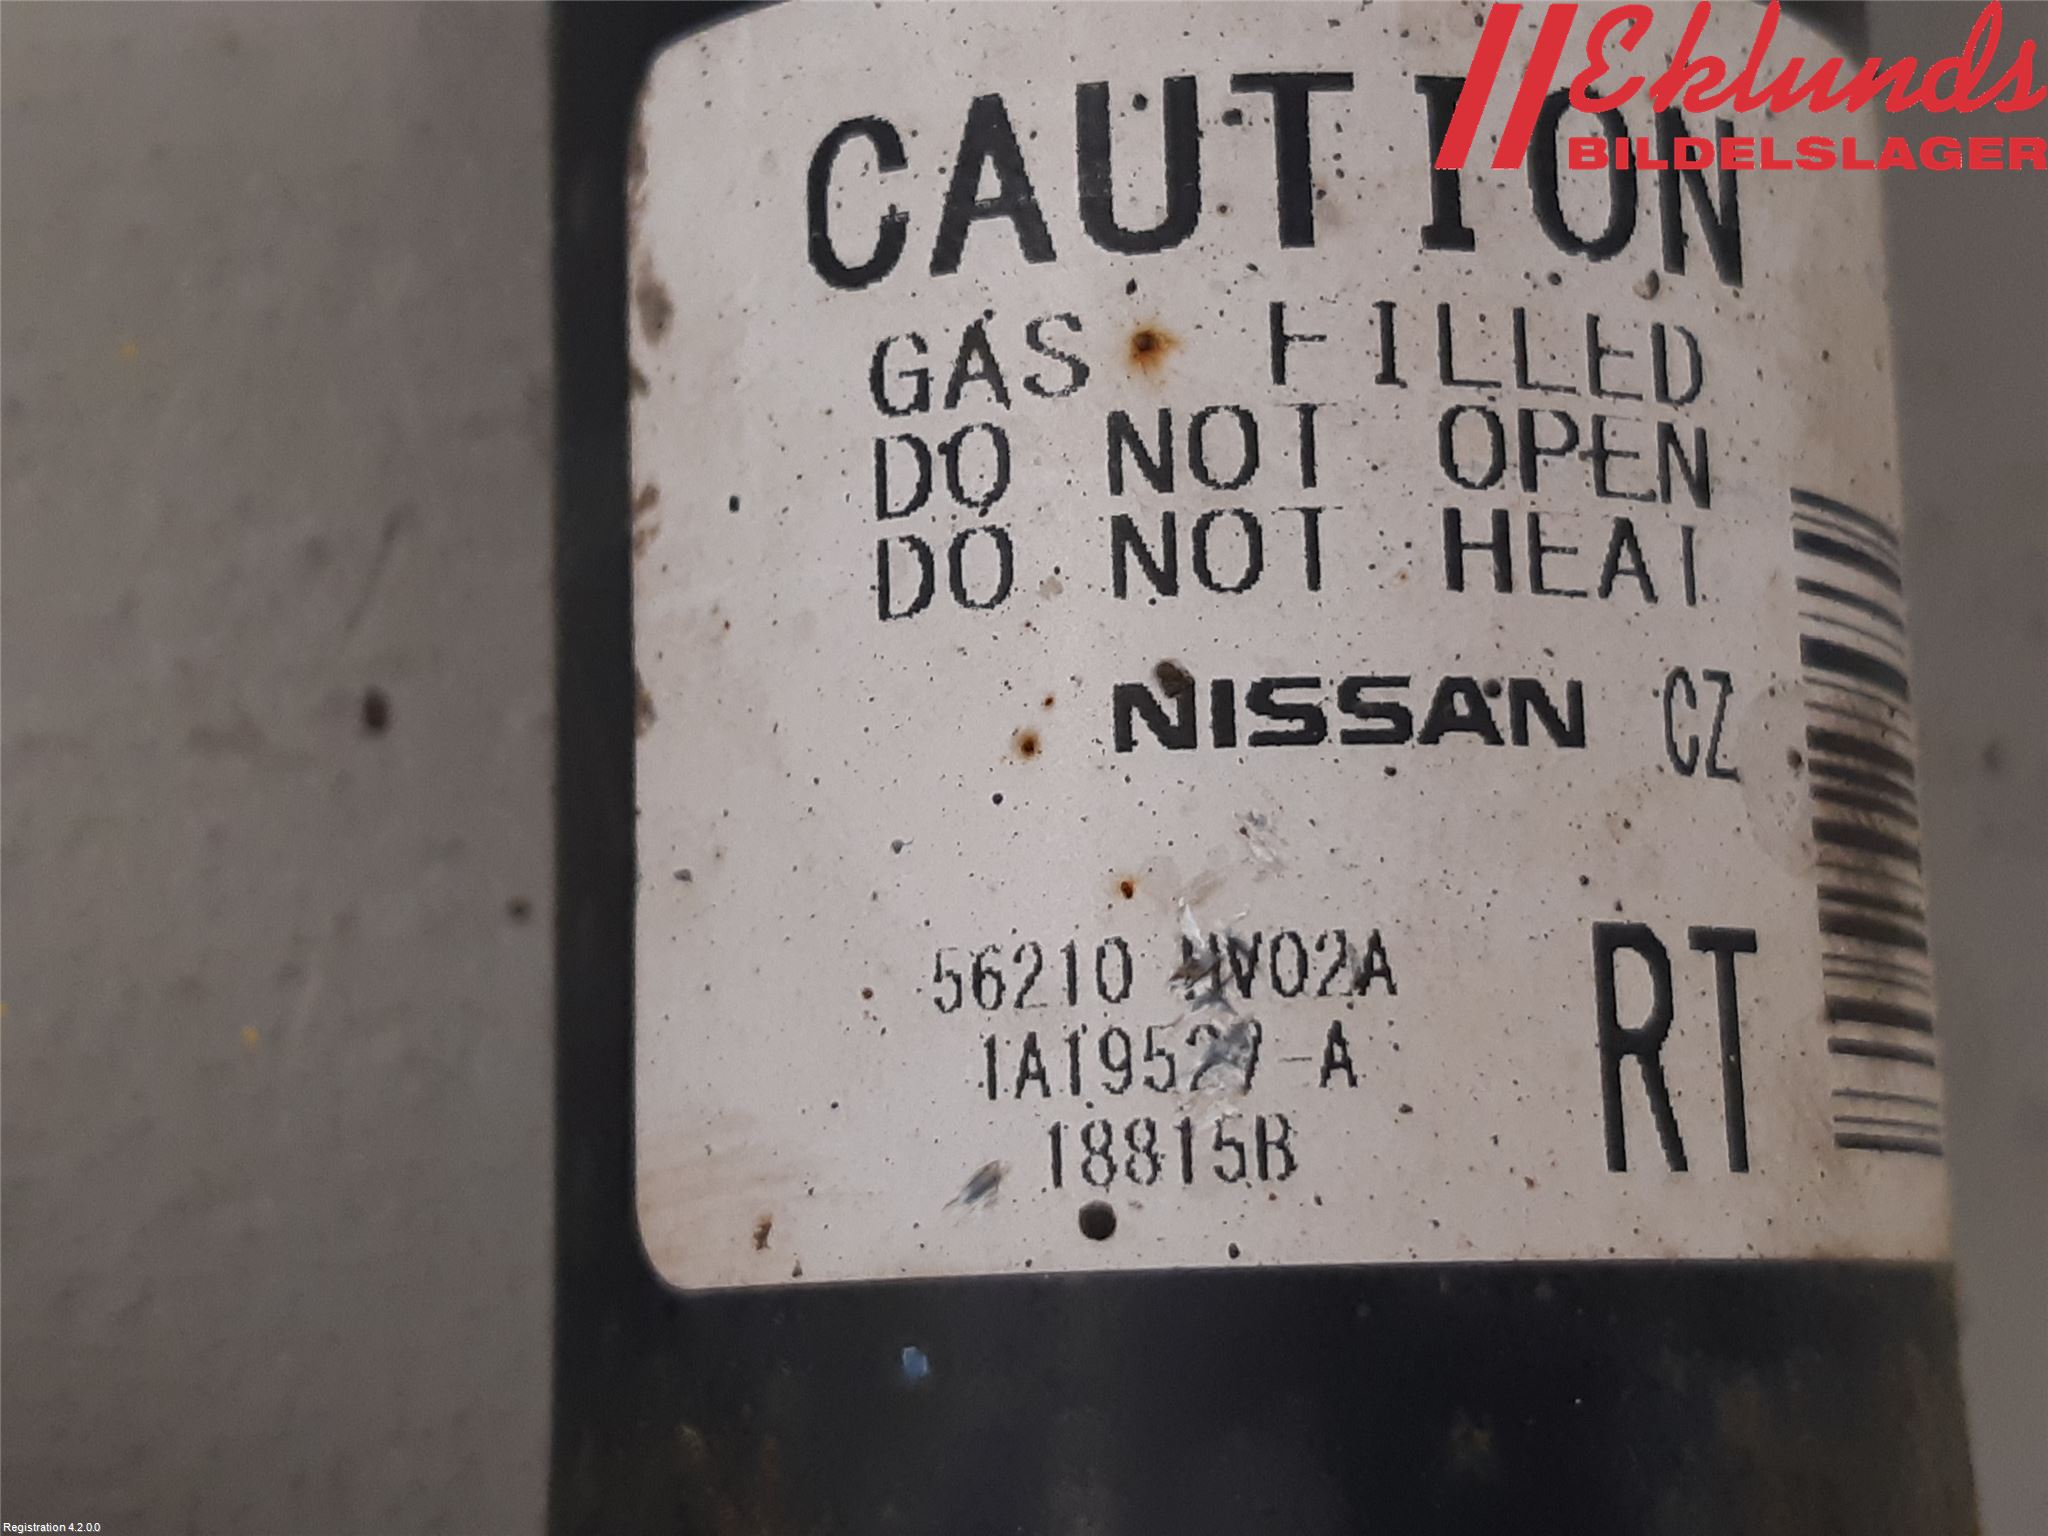 Eklunds
BILDELSLAGER
CAUTION
GAS FILLED
DO NOT OPEN
DO NOT HEAT
NISSAN CZ
56210
RT
18815B
Registration 4.2.0.0